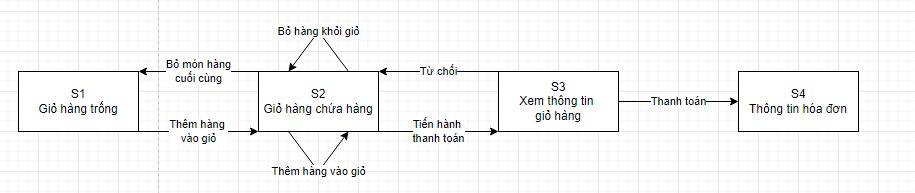 Bỏ hàng khỏi giỏ
Bỏ món hàng
cuối cùng
Từ chối
S1
Giỏ hàng trống
S2
Giỏ hàng chứa hàng
S3
Xem thông tin
giỏ hàng
Thanh toán
S4
Thông tin hóa đơn
Thêm hàng
vào giỏ
Tiến hành
thanh toán
Thêm hàng vào giỏ